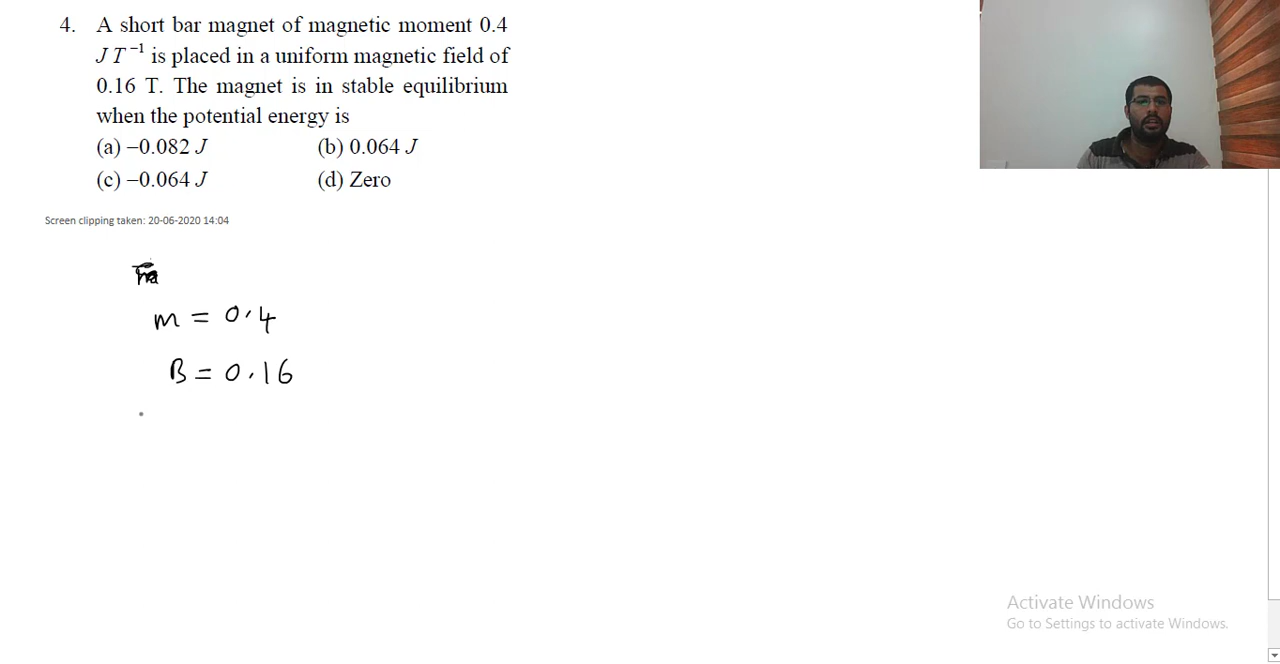 4. A short bar magnet of magnetic moment 0.4
J T⁻¹ is placed in a uniform magnetic field of
0.16 T. The magnet is in stable equilibrium
when the potential energy is
(a) –0.082 J (b) 0.064 J
(c) –0.064 J (d) Zero
Screen clipping taken: 20-06-2020 14:04
m = 0.4
B = 0.16
Activate Windows
Go to Settings to activate Windows.